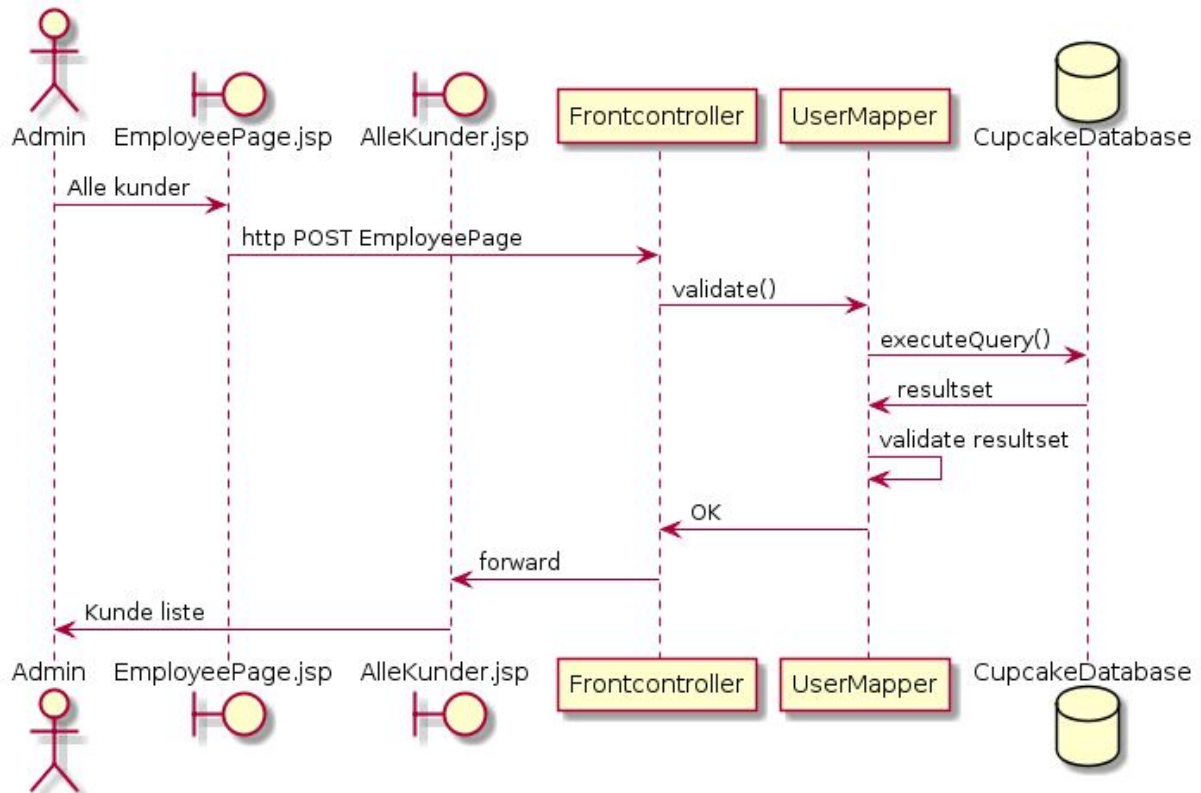 Admin
EmployeePage.jsp
AlleKunder.jsp
Frontcontroller
UserMapper
CupcakeDatabase
Alle kunder
http POST EmployeePage
validate()
executeQuery()
resultset
validate resultset
OK
forward
Kunde liste
Admin
EmployeePage.jsp
AlleKunder.jsp
Frontcontroller
UserMapper
CupcakeDatabase